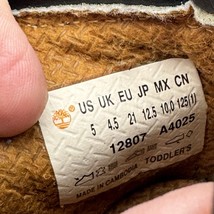 Timberland
US UK EU JP MX CN
5 4.5 21 12.5 10.0 125(1)
12807 A4025
MADE IN CAMBODIA TODDLER'S